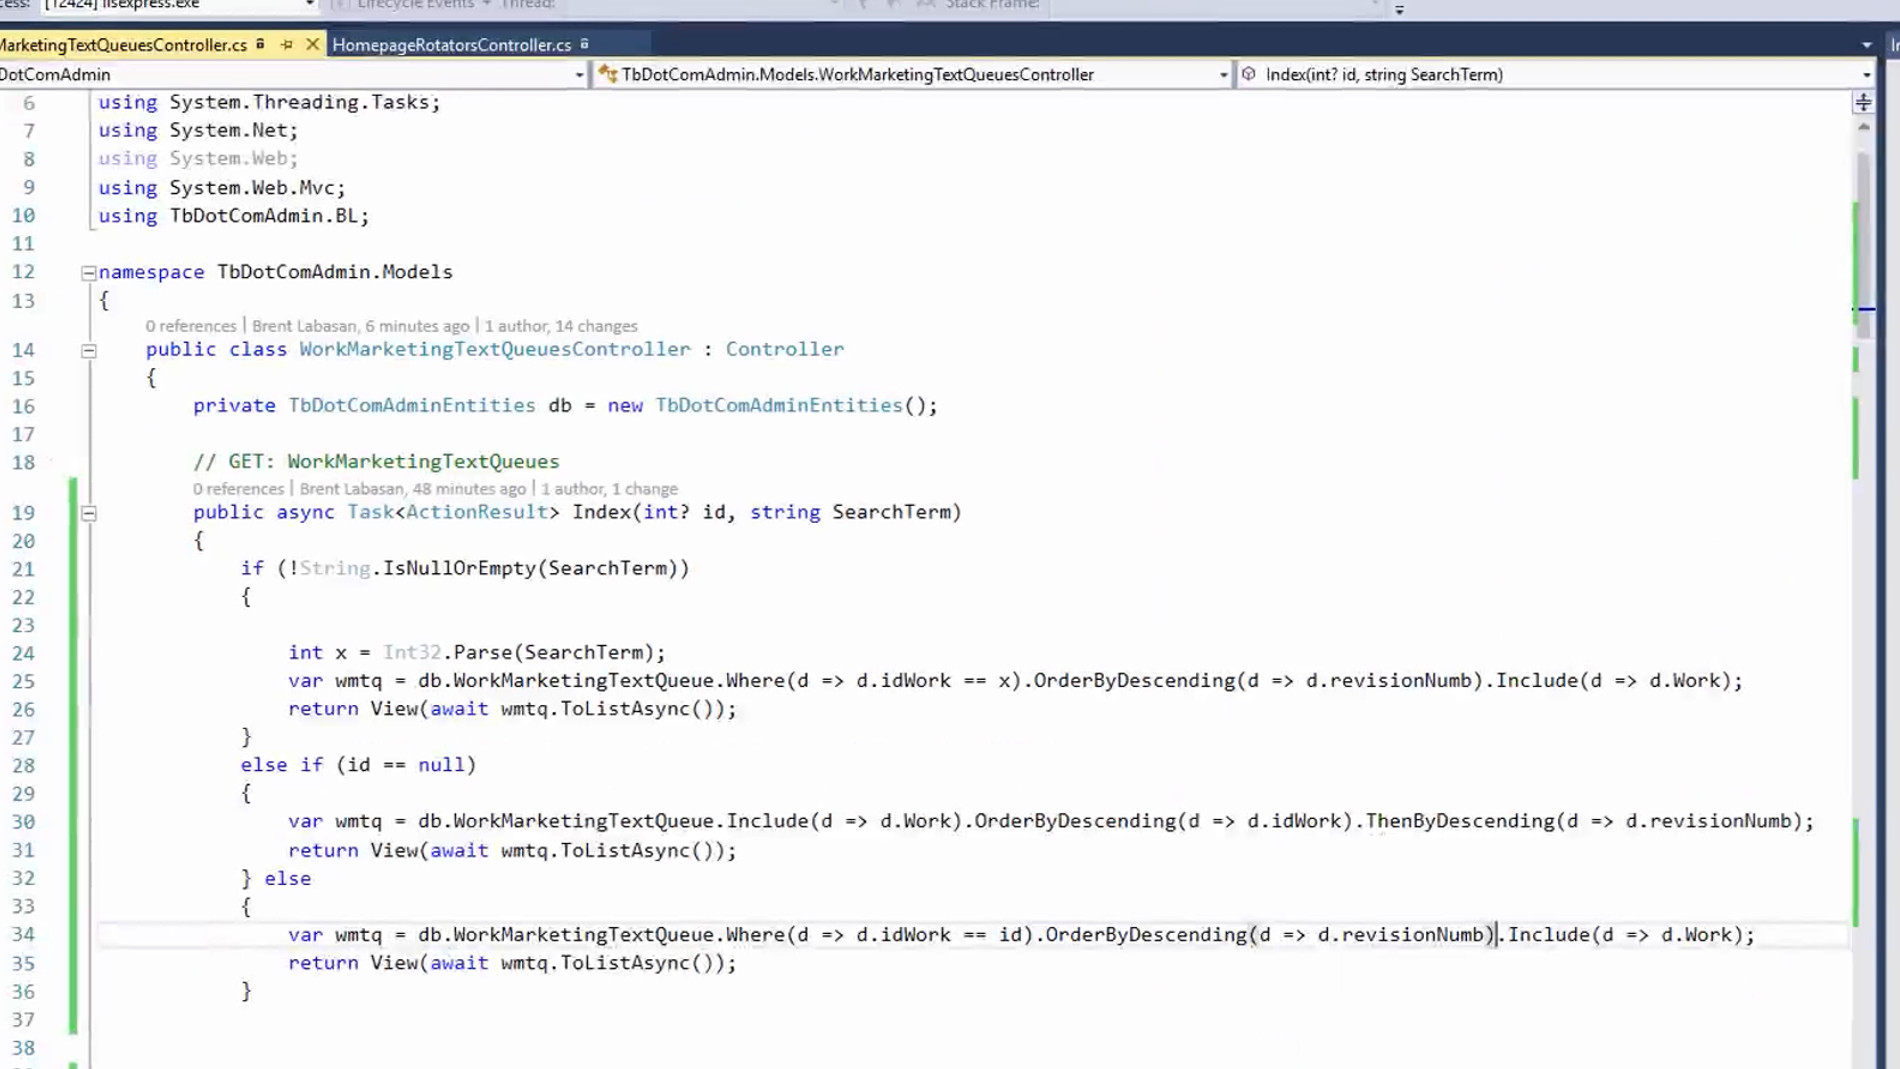 cess: [12424] iisexpress.exe Lifecycle Events Thread: Stack Frame:
MarketingTextQueuesController.cs HomepageRotatorsController.cs
DotComAdmin TbDotComAdmin.Models.WorkMarketingTextQueuesController Index(int? id, string SearchTerm)
6 using System.Threading.Tasks;
7 using System.Net;
8 using System.Web;
9 using System.Web.Mvc;
10 using TbDotComAdmin.BL;
11
12 namespace TbDotComAdmin.Models
13 {
0 references | Brent Labasan, 6 minutes ago | 1 author, 14 changes
14 public class WorkMarketingTextQueuesController : Controller
15 {
16 private TbDotComAdminEntities db = new TbDotComAdminEntities();
17
18 // GET: WorkMarketingTextQueues
0 references | Brent Labasan, 48 minutes ago | 1 author, 1 change
19 public async Task<ActionResult> Index(int? id, string SearchTerm)
20 {
21 if (!String.IsNullOrEmpty(SearchTerm))
22 {
23
24 int x = Int32.Parse(SearchTerm);
25 var wmtq = db.WorkMarketingTextQueue.Where(d => d.idWork == x).OrderByDescending(d => d.revisionNumb).Include(d => d.Work);
26 return View(await wmtq.ToListAsync());
27 }
28 else if (id == null)
29 {
30 var wmtq = db.WorkMarketingTextQueue.Include(d => d.Work).OrderByDescending(d => d.idWork).ThenByDescending(d => d.revisionNumb);
31 return View(await wmtq.ToListAsync());
32 } else
33 {
34 var wmtq = db.WorkMarketingTextQueue.Where(d => d.idWork == id).OrderByDescending(d => d.revisionNumb).Include(d => d.Work);
35 return View(await wmtq.ToListAsync());
36 }
37
38